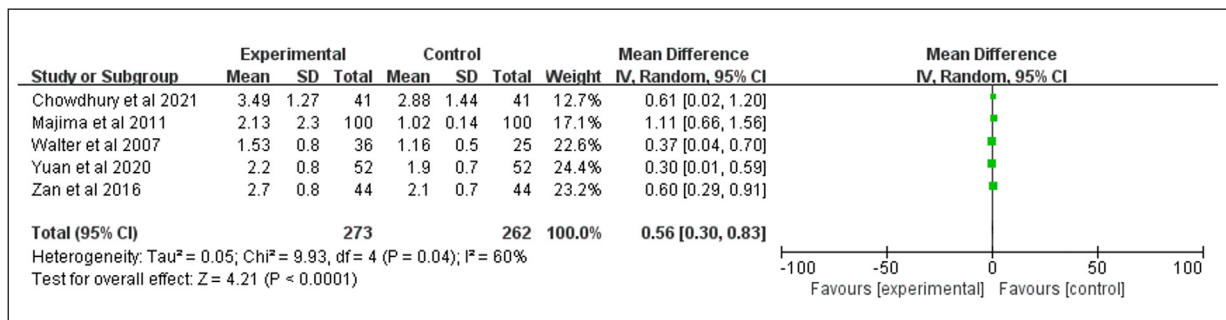 Experimental Control Mean Difference Mean Difference
Study or Subgroup Mean SD Total Mean SD Total Weight IV, Random, 95% CI IV, Random, 95% CI
Chowdhury et al 2021 3.49 1.27 41 2.88 1.44 41 12.7% 0.61 [0.02, 1.20]
Majima et al 2011 2.13 2.3 100 1.02 0.14 100 17.1% 1.11 [0.66, 1.56]
Walter et al 2007 1.53 0.8 36 1.16 0.5 25 22.6% 0.37 [0.04, 0.70]
Yuan et al 2020 2.2 0.8 52 1.9 0.7 52 24.4% 0.30 [0.01, 0.59]
Zan et al 2016 2.7 0.8 44 2.1 0.7 44 23.2% 0.60 [0.29, 0.91]
Total (95% CI) 273 262 100.0% 0.56 [0.30, 0.83]
Heterogeneity: Tau² = 0.05; Chi² = 9.93, df = 4 (P = 0.04); I² = 60%
Test for overall effect: Z = 4.21 (P < 0.0001)
-100 -50 0 50 100
Favours [experimental] Favours [control]